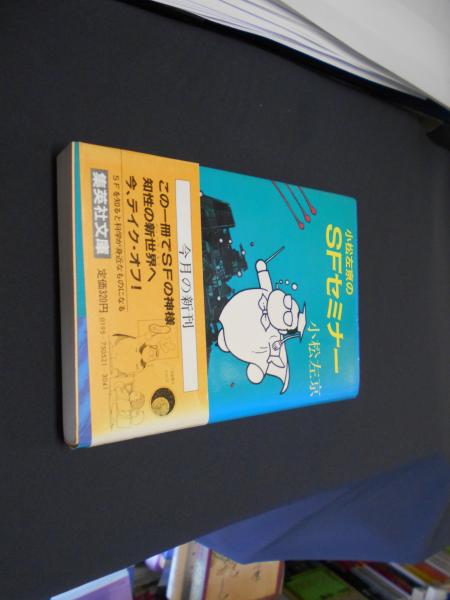 小松左京の
SFセミナー
小松左京
今月の新刊
この一冊でSFの神様
知性の新世界へ
今、テイク・オフ!
SFを知ると科学が身近なものになる
集英社文庫
定価320円
0195-750521-3041